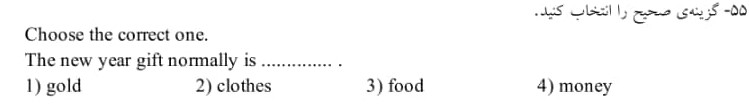 ۵۵- گزینه‌ی صحیح را انتخاب کنید.
Choose the correct one.
The new year gift normally is .............. .
1) gold 2) clothes 3) food 4) money